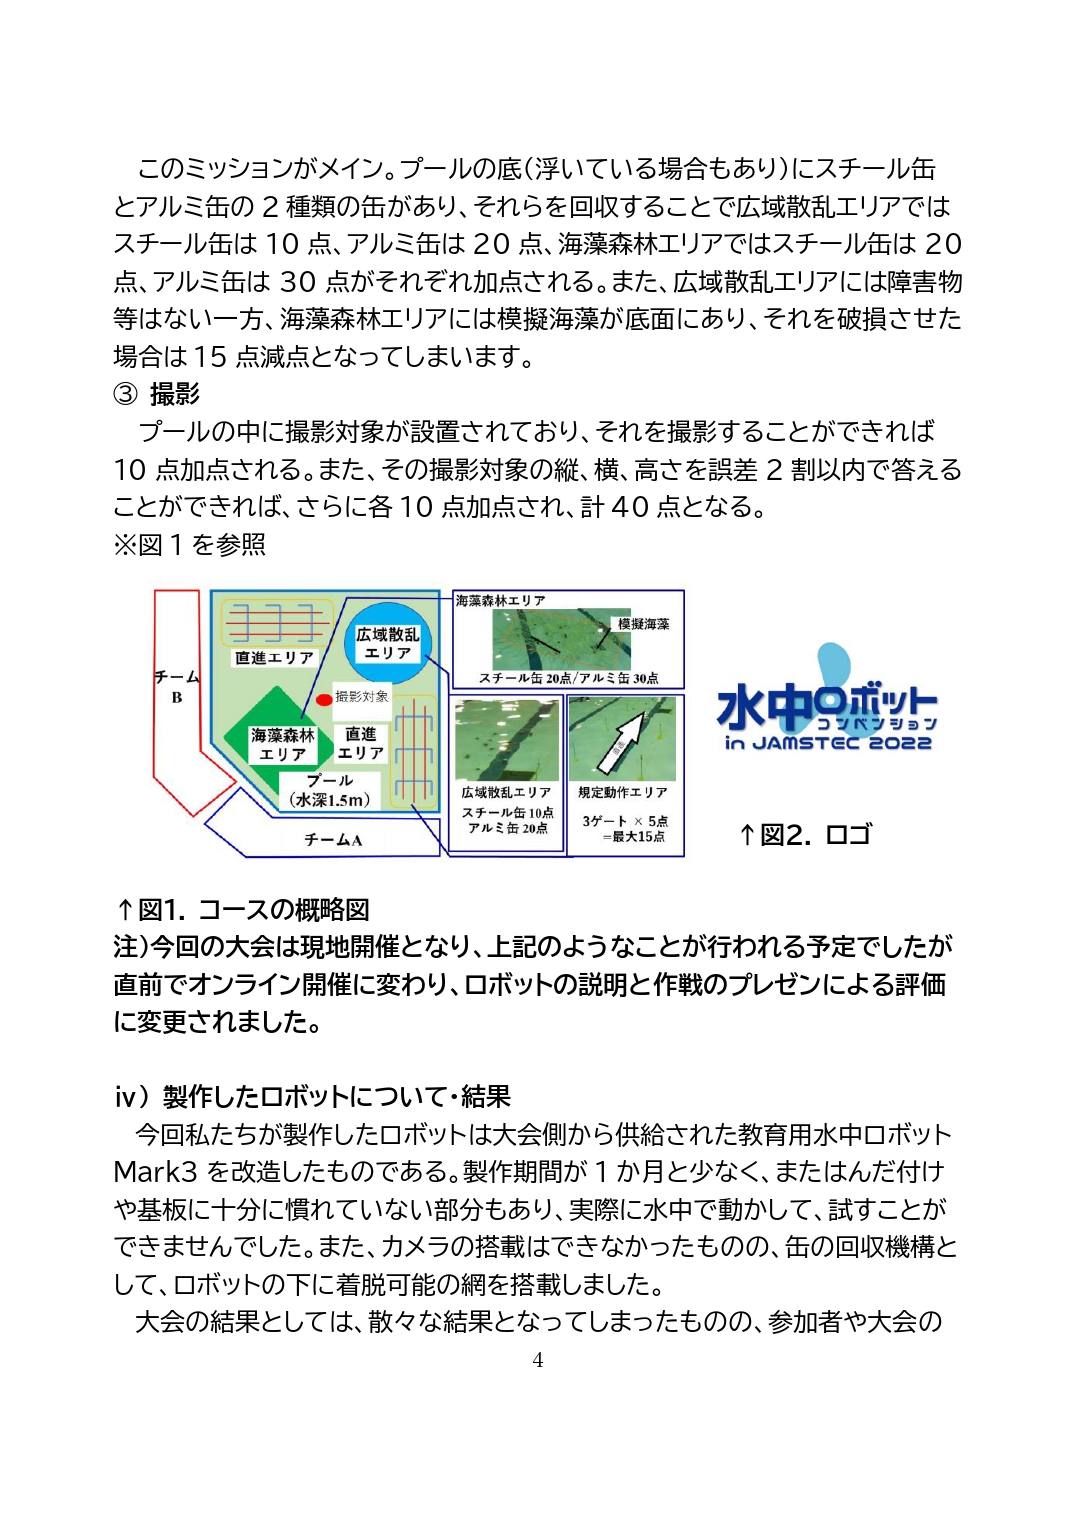 このミッションがメイン。プールの底(浮いている場合もあり)にスチール缶
とアルミ缶の 2 種類の缶があり、それらを回収することで広域散乱エリアでは
スチール缶は 10 点、アルミ缶は 20 点、海藻森林エリアではスチール缶は 20
点、アルミ缶は 30 点がそれぞれ加点される。また、広域散乱エリアには障害物
等はない一方、海藻森林エリアには模擬海藻が底面にあり、それを破損させた
場合は 15 点減点となってしまいます。
③ 撮影
プールの中に撮影対象が設置されており、それを撮影することができれば
10 点加点される。また、その撮影対象の縦、横、高さを誤差 2 割以内で答える
ことができれば、さらに各 10 点加点され、計 40 点となる。
※図 1 を参照
チーム
B
直進エリア
広域散乱
エリア
撮影対象
海藻森林
エリア
直進
エリア
プール
(水深1.5m)
チームA
海藻森林エリア
模擬海藻
スチール缶 20点/アルミ缶 30点
広域散乱エリア
スチール缶 10点
アルミ缶 20点
規定動作エリア
3ゲート × 5点
=最大15点
水中ロボット
コンベンション
in JAMSTEC 2022
↑図2. ロゴ
↑図1. コースの概略図
注)今回の大会は現地開催となり、上記のようなことが行われる予定でしたが
直前でオンライン開催に変わり、ロボットの説明と作戦のプレゼンによる評価
に変更されました。
iv) 製作したロボットについて・結果
今回私たちが製作したロボットは大会側から供給された教育用水中ロボット
Mark3 を改造したものである。製作期間が 1 か月と少なく、またはんだ付け
や基板に十分に慣れていない部分もあり、実際に水中で動かして、試すことが
できませんでした。また、カメラの搭載はできなかったものの、缶の回収機構と
して、ロボットの下に着脱可能の網を搭載しました。
大会の結果としては、散々な結果となってしまったものの、参加者や大会の
4